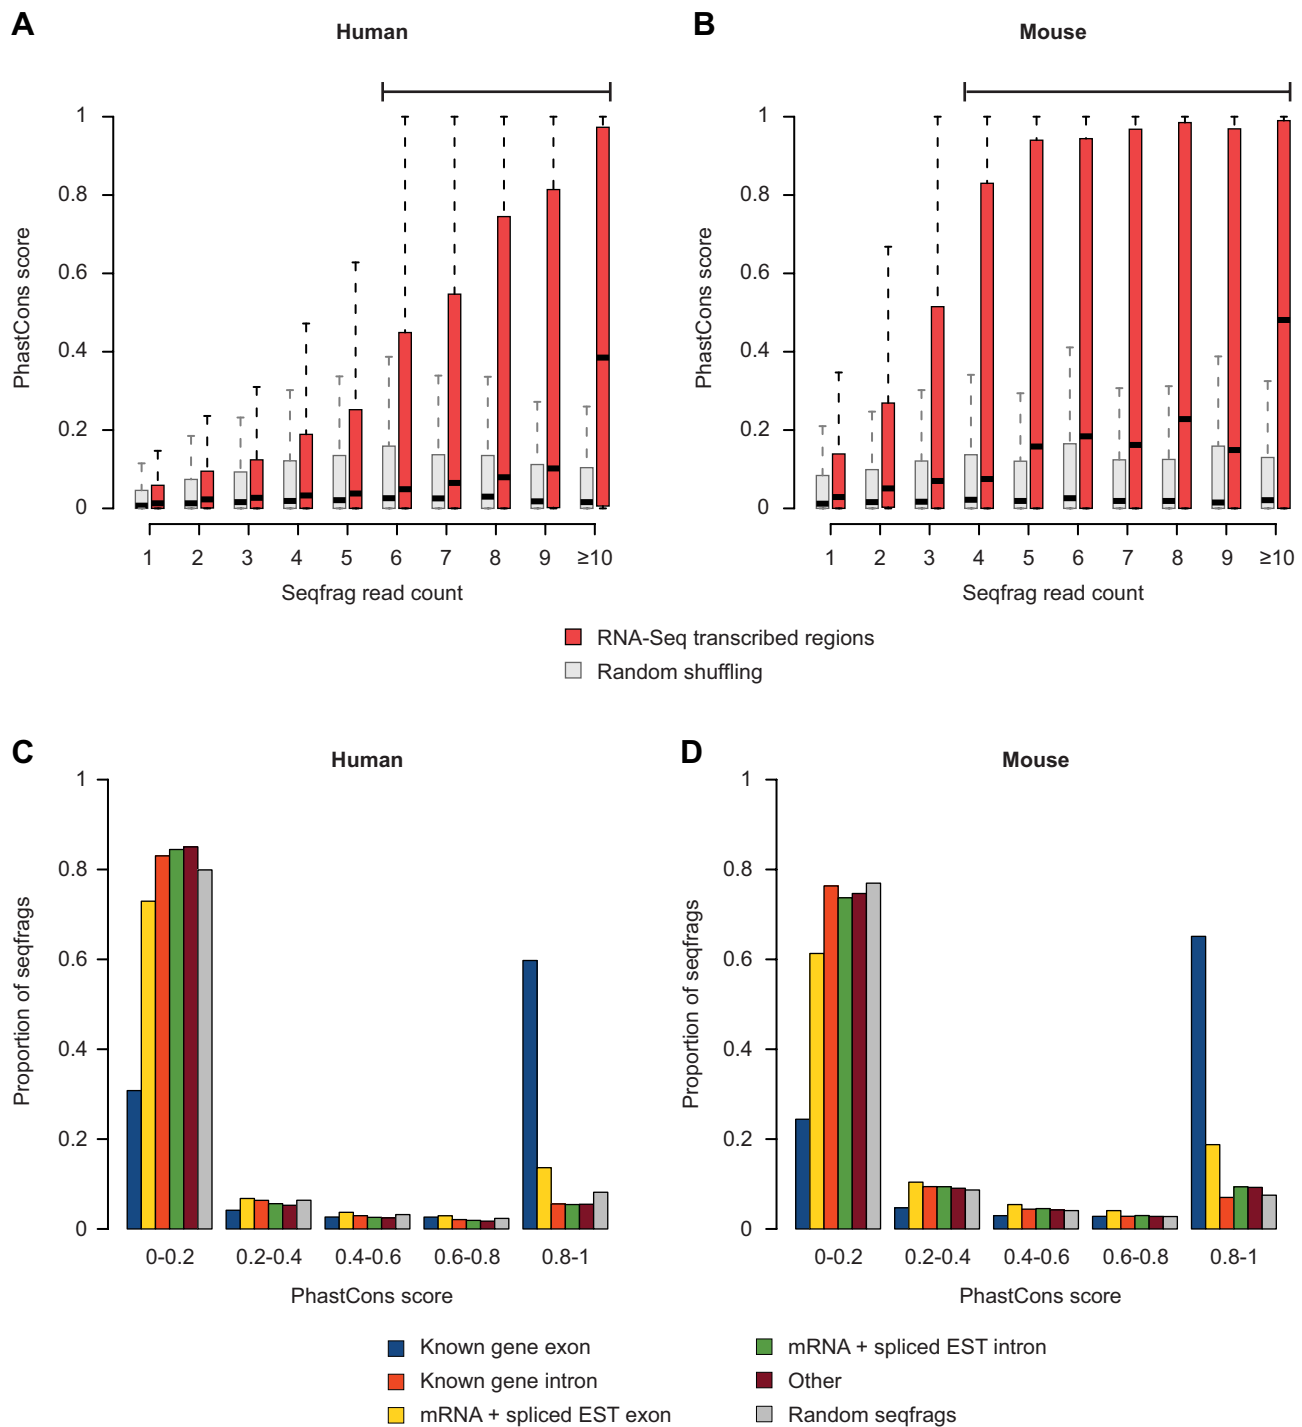 A
Human
PhastCons score
1
0.8
0.6
0.4
0.2
0
1 2 3 4 5 6 7 8 9 ≥10
Seqfrag read count
B
Mouse
PhastCons score
1
0.8
0.6
0.4
0.2
0
1 2 3 4 5 6 7 8 9 ≥10
Seqfrag read count
RNA-Seq transcribed regions
Random shuffling
C
Human
Proportion of seqfrags
1
0.8
0.6
0.4
0.2
0
0-0.2 0.2-0.4 0.4-0.6 0.6-0.8 0.8-1
PhastCons score
D
Mouse
Proportion of seqfrags
1
0.8
0.6
0.4
0.2
0
0-0.2 0.2-0.4 0.4-0.6 0.6-0.8 0.8-1
PhastCons score
Known gene exon
Known gene intron
mRNA + spliced EST exon
mRNA + spliced EST intron
Other
Random seqfrags